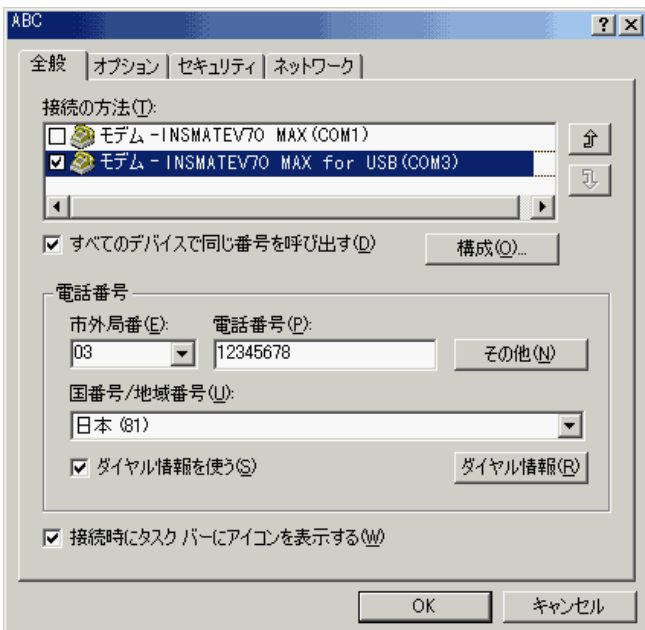 ABC
全般 オプション セキュリティ ネットワーク
接続の方法(T):
モデム -INSMATEV70 MAX(COM1)
モデム -INSMATEV70 MAX for USB(COM3)
すべてのデバイスで同じ番号を呼び出す(D) 構成(O)...
電話番号
市外局番(E): 電話番号(P):
03 12345678 その他(N)
国番号/地域番号(U):
日本 (81)
ダイヤル情報を使う(S) ダイヤル情報(R)
接続時にタスク バーにアイコンを表示する(W)
OK キャンセル